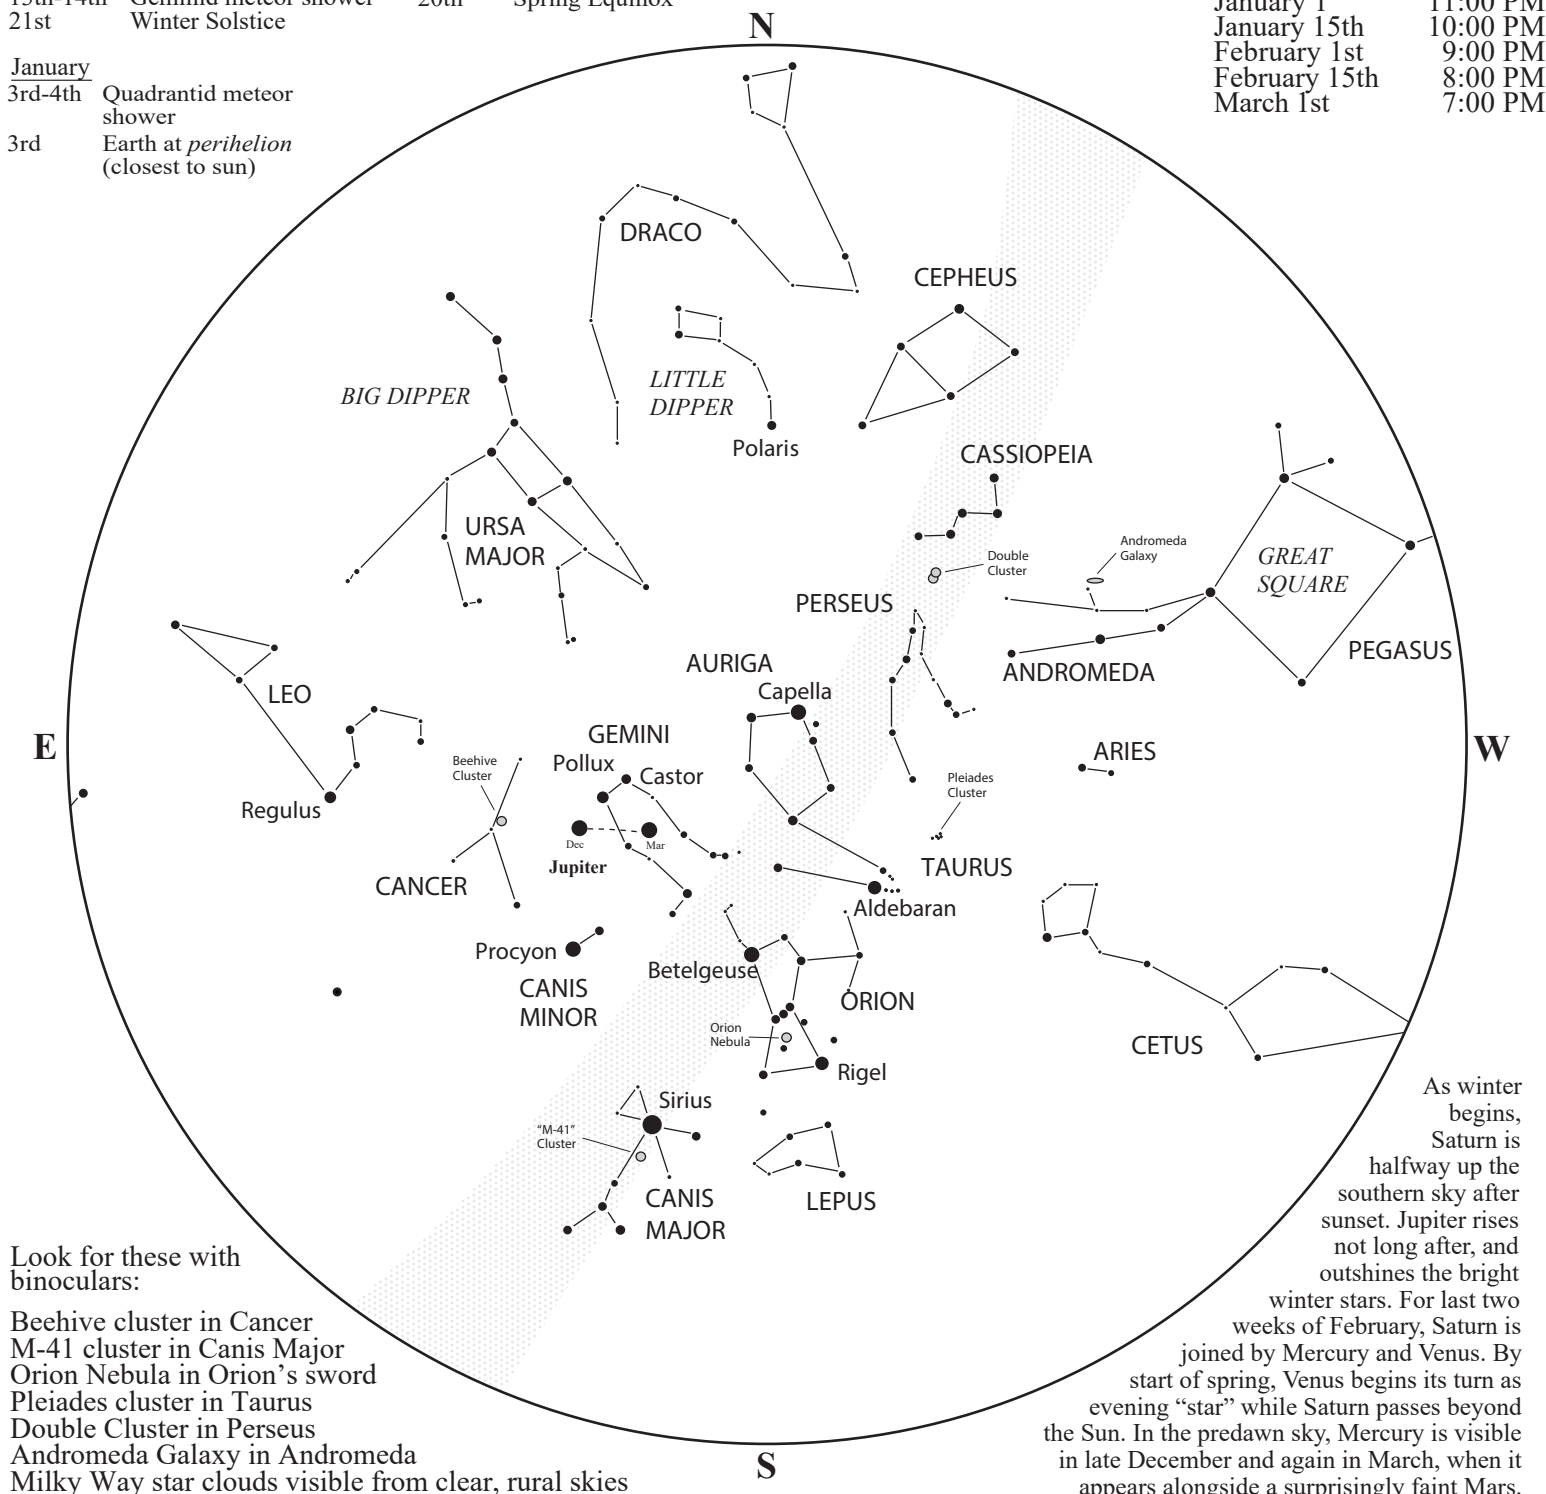 13th-14th Geminid meteor shower 20th Spring Equinox
21st Winter Solstice
January
3rd-4th Quadrantid meteor
shower
3rd Earth at perihelion
(closest to sun)
January 1 11:00 PM
January 15th 10:00 PM
February 1st 9:00 PM
February 15th 8:00 PM
March 1st 7:00 PM
N
DRACO
CEPHEUS
BIG DIPPER
LITTLE
DIPPER
Polaris
CASSIOPEIA
URSA
MAJOR
Double
Cluster
Andromeda
Galaxy
GREAT
SQUARE
PERSEUS
PEGASUS
ANDROMEDA
AURIGA
Capella
LEO
GEMINI
Pollux
Castor
E
W
ARIES
Beehive
Cluster
Pleiades
Cluster
Regulus
Dec
Mar
Jupiter
TAURUS
CANCER
Aldebaran
Procyon
CANIS
MINOR
Betelgeuse
ORION
Orion
Nebula
CETUS
Rigel
Sirius
"M-41"
Cluster
CANIS
MAJOR
LEPUS
S
Look for these with
binoculars:
Beehive cluster in Cancer
M-41 cluster in Canis Major
Orion Nebula in Orion's sword
Pleiades cluster in Taurus
Double Cluster in Perseus
Andromeda Galaxy in Andromeda
Milky Way star clouds visible from clear, rural skies
As winter
begins,
Saturn is
halfway up the
southern sky after
sunset. Jupiter rises
not long after, and
outshines the bright
winter stars. For last two
weeks of February, Saturn is
joined by Mercury and Venus. By
start of spring, Venus begins its turn as
evening "star" while Saturn passes beyond
the Sun. In the predawn sky, Mercury is visible
in late December and again in March, when it
appears alongside a surprisingly faint Mars.